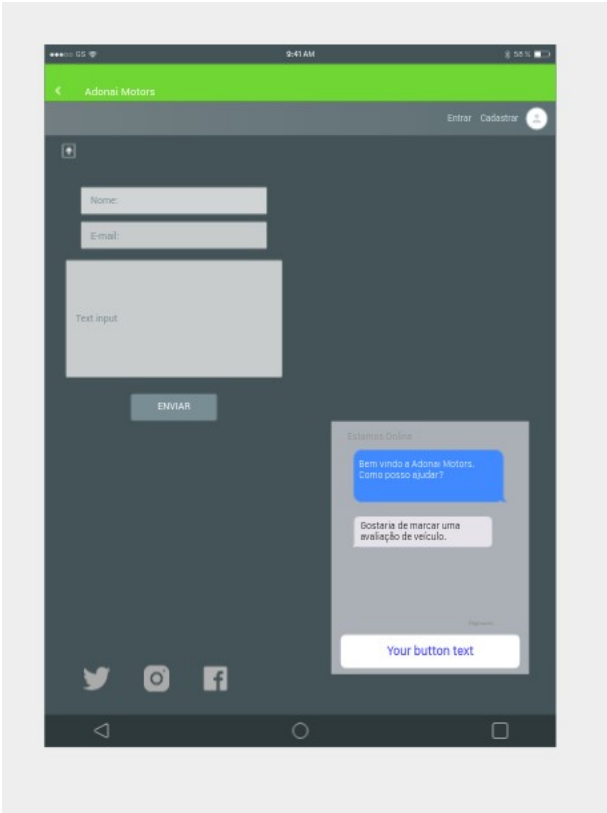 GS 9:41 AM 58 %
Adonai Motors
Entrar Cadastrar
Nome:
E-mail:
Text input
ENVIAR
Estamos Online
Bem vindo a Adonai Motors.
Como posso ajudar?
Gostaria de marcar uma
avaliação de veículo.
Your button text